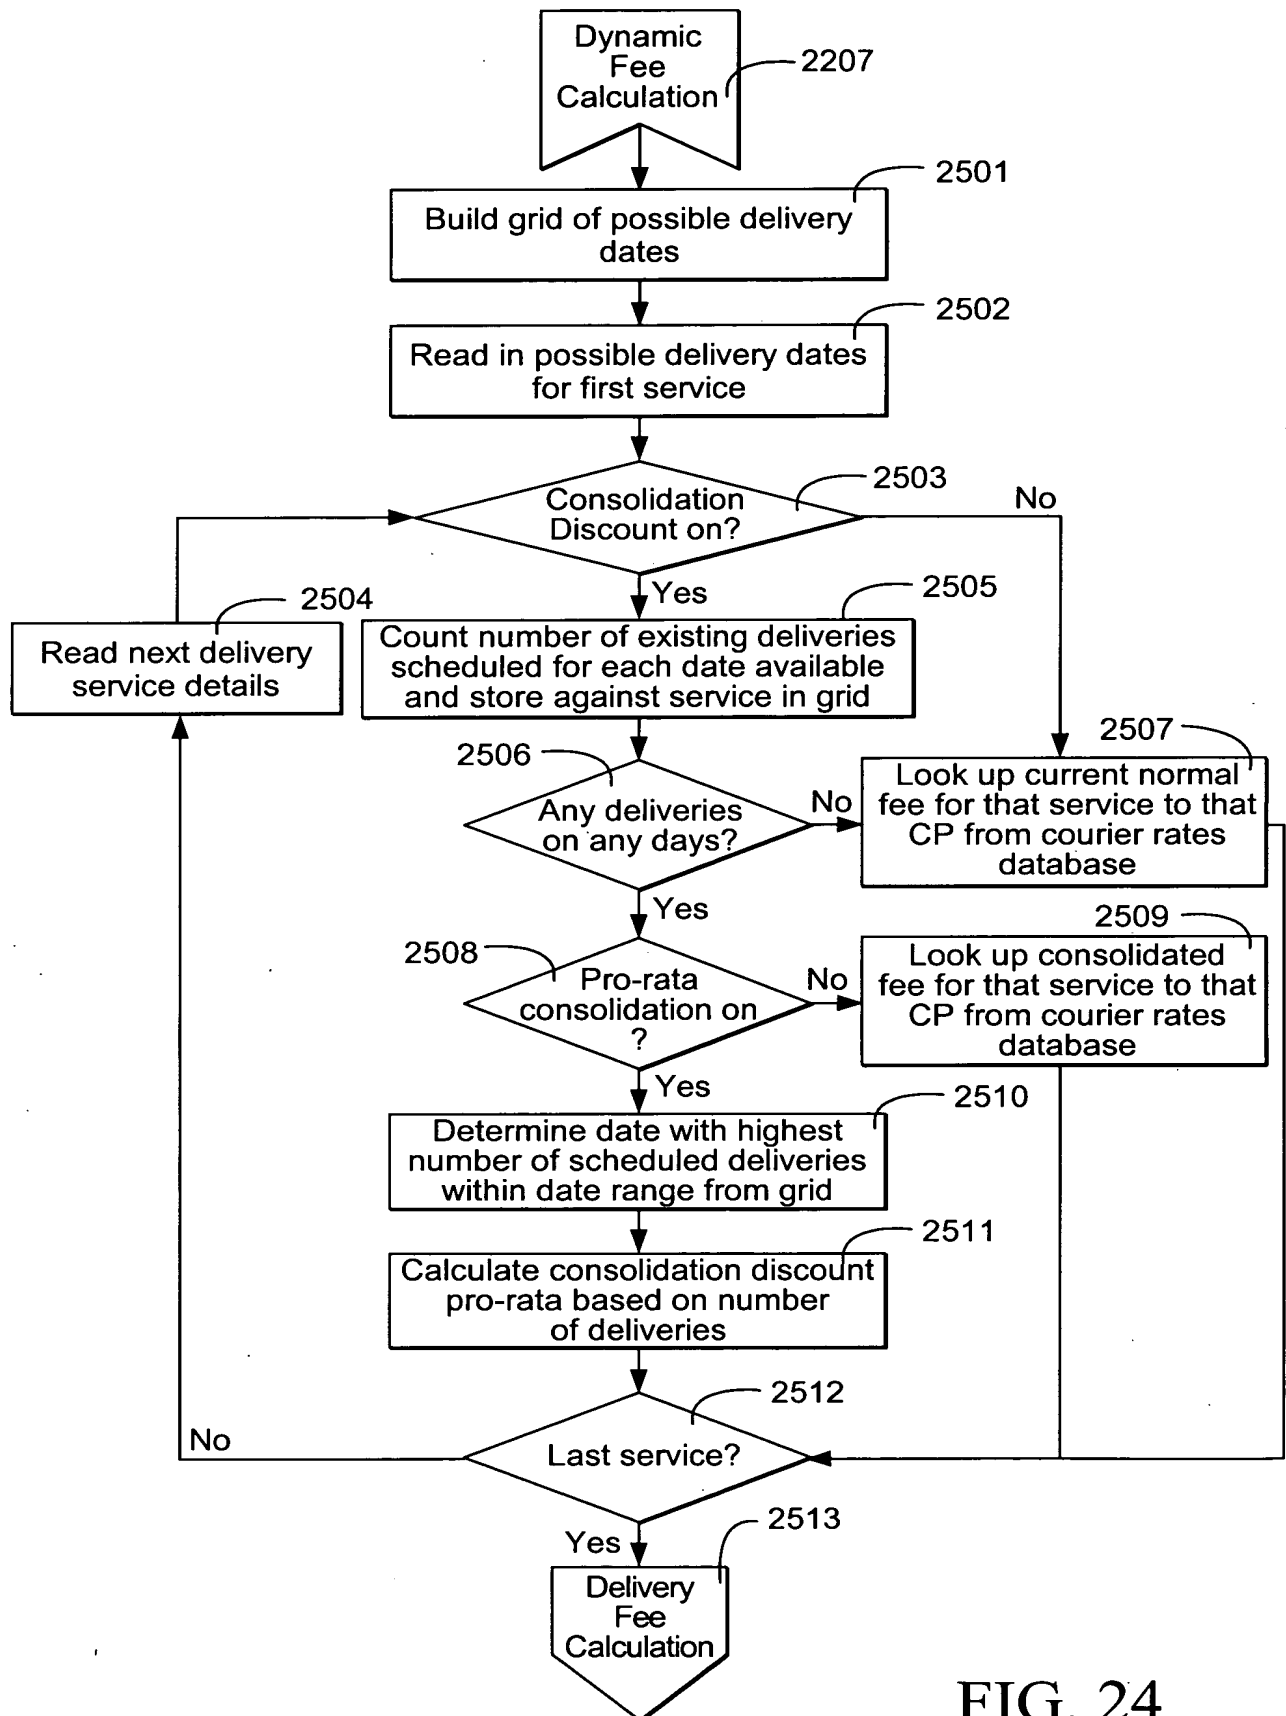 Dynamic
Fee
Calculation
2207
2501
Build grid of possible delivery
dates
2502
Read in possible delivery dates
for first service
2503
Consolidation
Discount on?
No
Yes
2504
Read next delivery
service details
2505
Count number of existing deliveries
scheduled for each date available
and store against service in grid
2506
Any deliveries
on any days?
No
2507
Look up current normal
fee for that service to that
CP from courier rates
database
Yes
2508
Pro-rata
consolidation on
?
No
2509
Look up consolidated
fee for that service to that
CP from courier rates
database
Yes
2510
Determine date with highest
number of scheduled deliveries
within date range from grid
2511
Calculate consolidation discount
pro-rata based on number
of deliveries
2512
Last service?
No
Yes
2513
Delivery
Fee
Calculation
FIG. 24